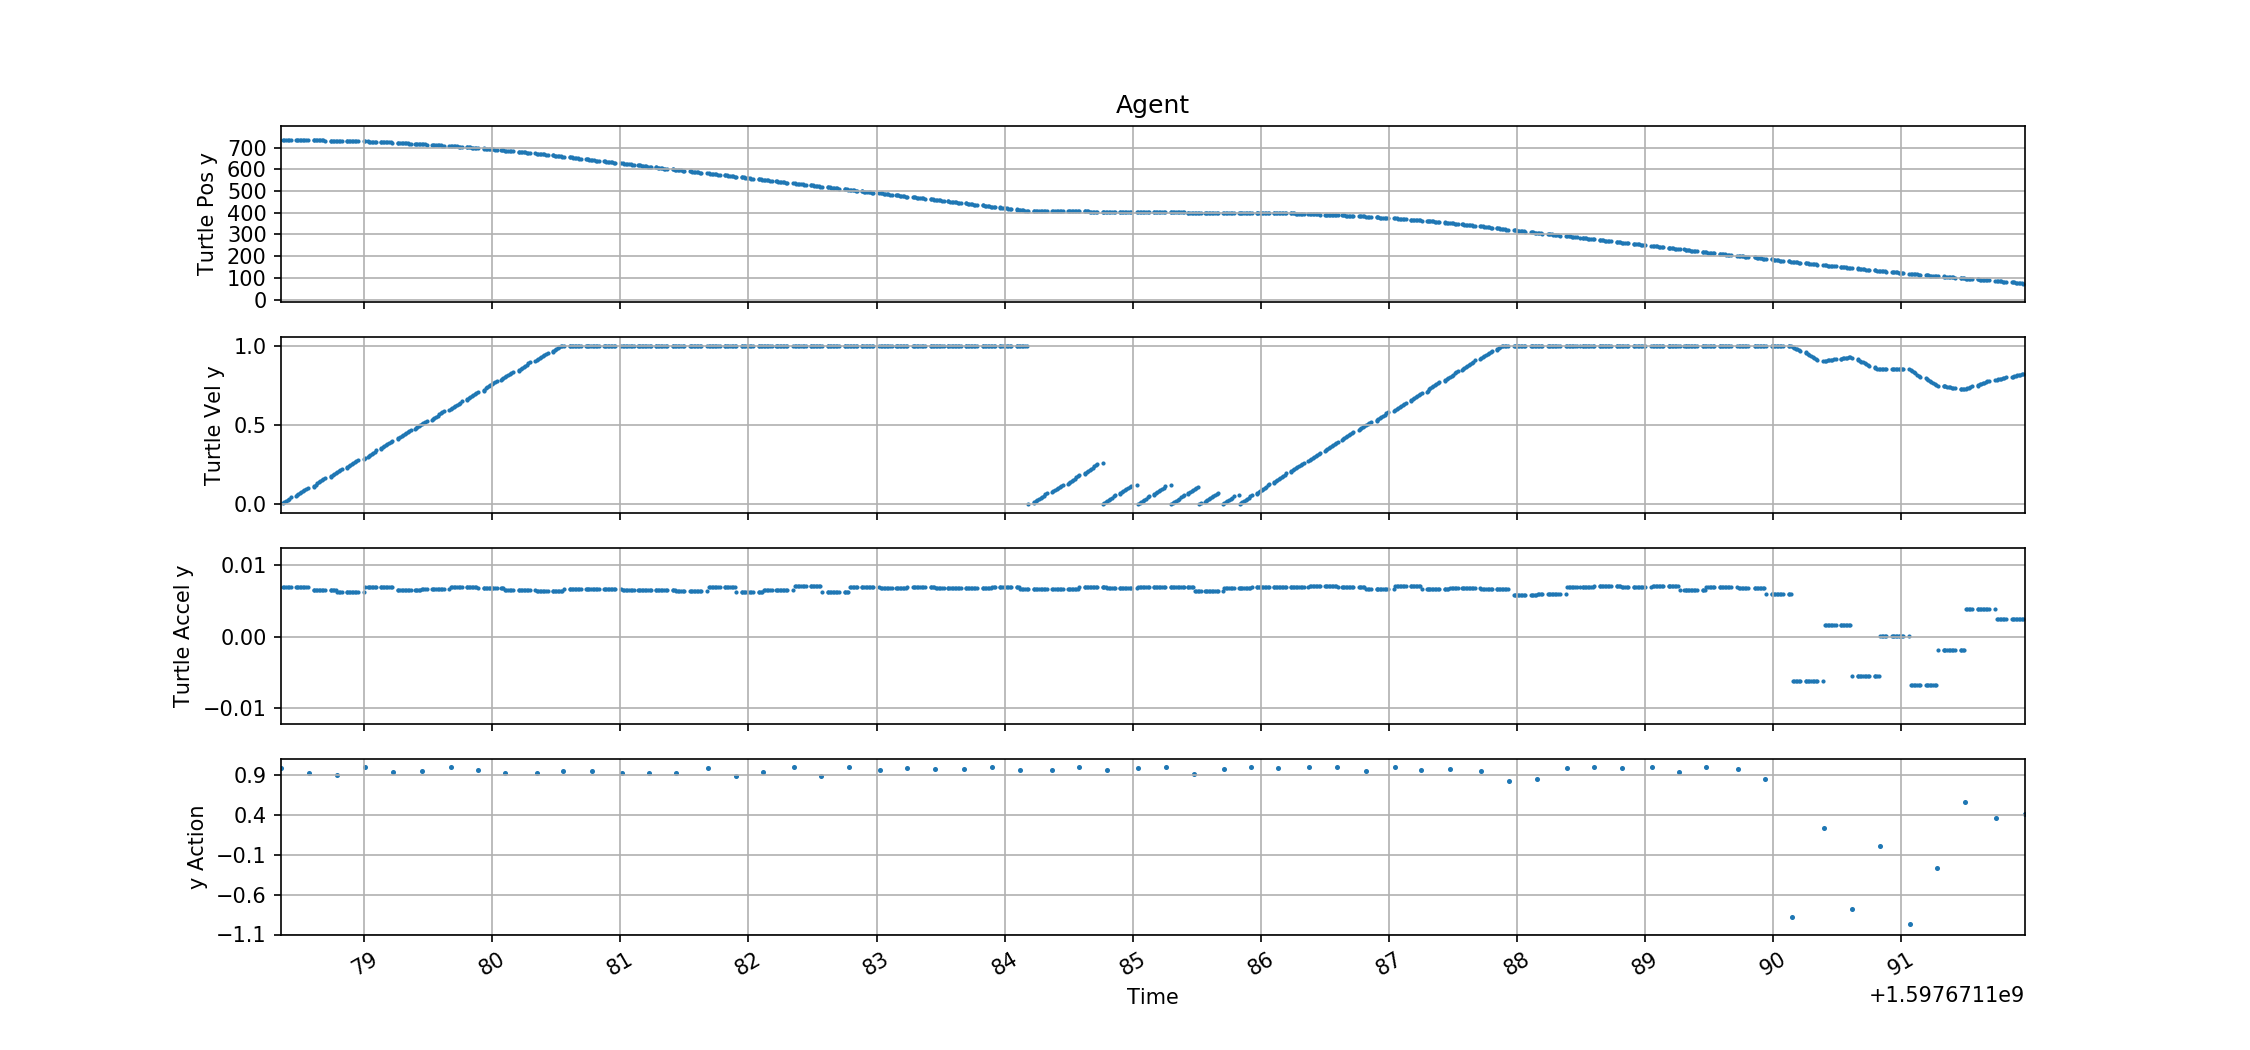 Agent
Turtle Pos y
700
600
500
400
300
200
100
0
Turtle Vel y
1.0
0.5
0.0
Turtle Accel y
0.01
0.00
−0.01
y Action
0.9
0.4
−0.1
−0.6
−1.1
79 80 81 82 83 84 85 86 87 88 89 90 91
Time
+1.5976711e9